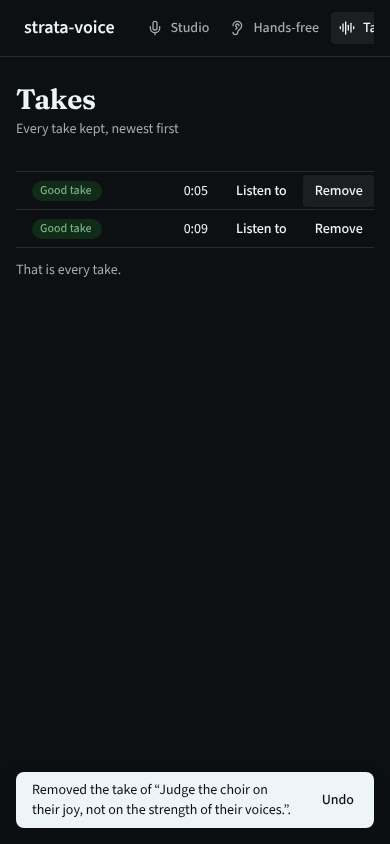 strata-voice Studio Hands-free Ta
Takes
Every take kept, newest first
Good take 0:05 Listen to Remove
Good take 0:09 Listen to Remove
That is every take.
Removed the take of “Judge the choir on
their joy, not on the strength of their voices.”. Undo